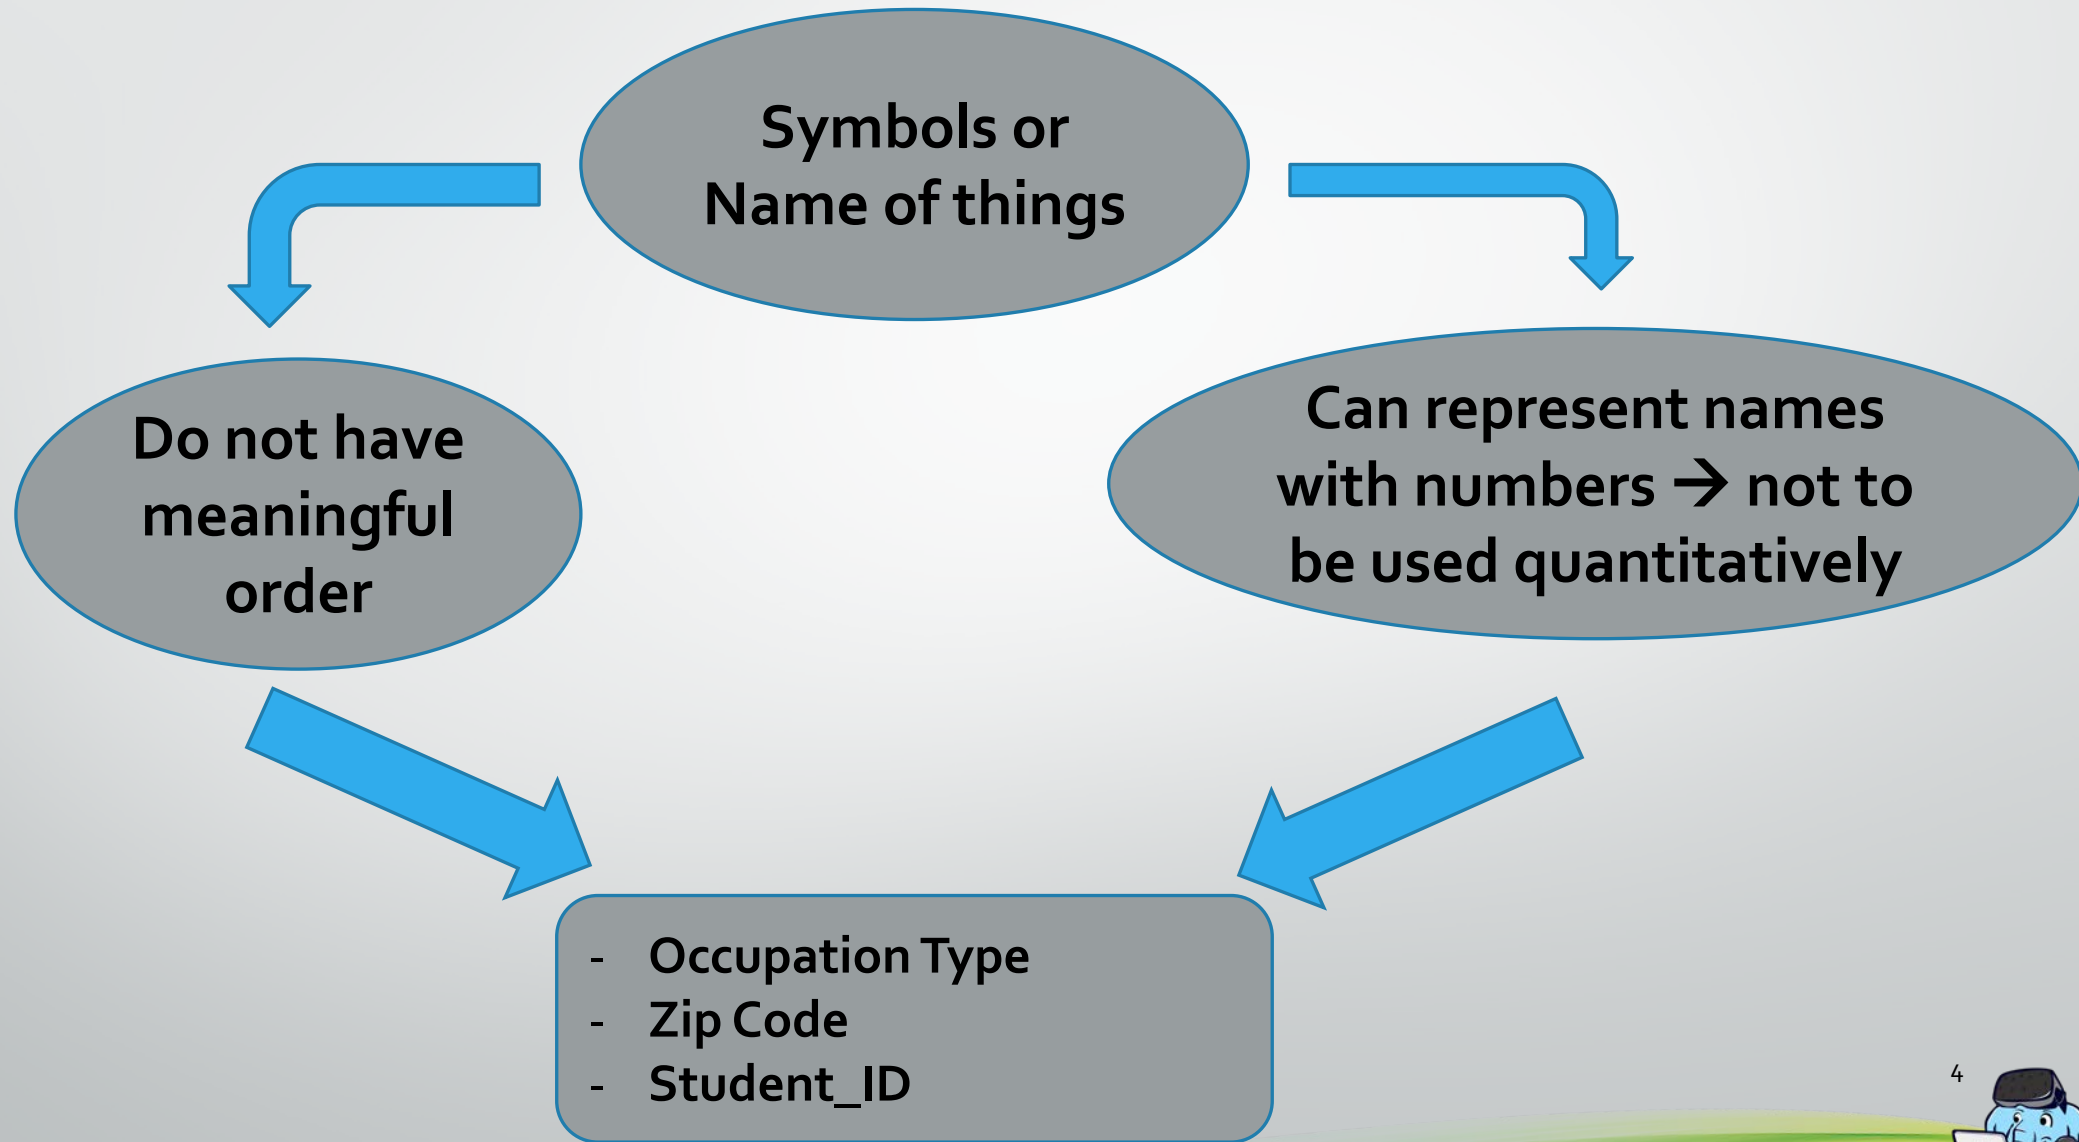 Symbols or
Name of things
Do not have
meaningful
order
Can represent names
with numbers → not to
be used quantitatively
- Occupation Type
- Zip Code
- Student_ID
4